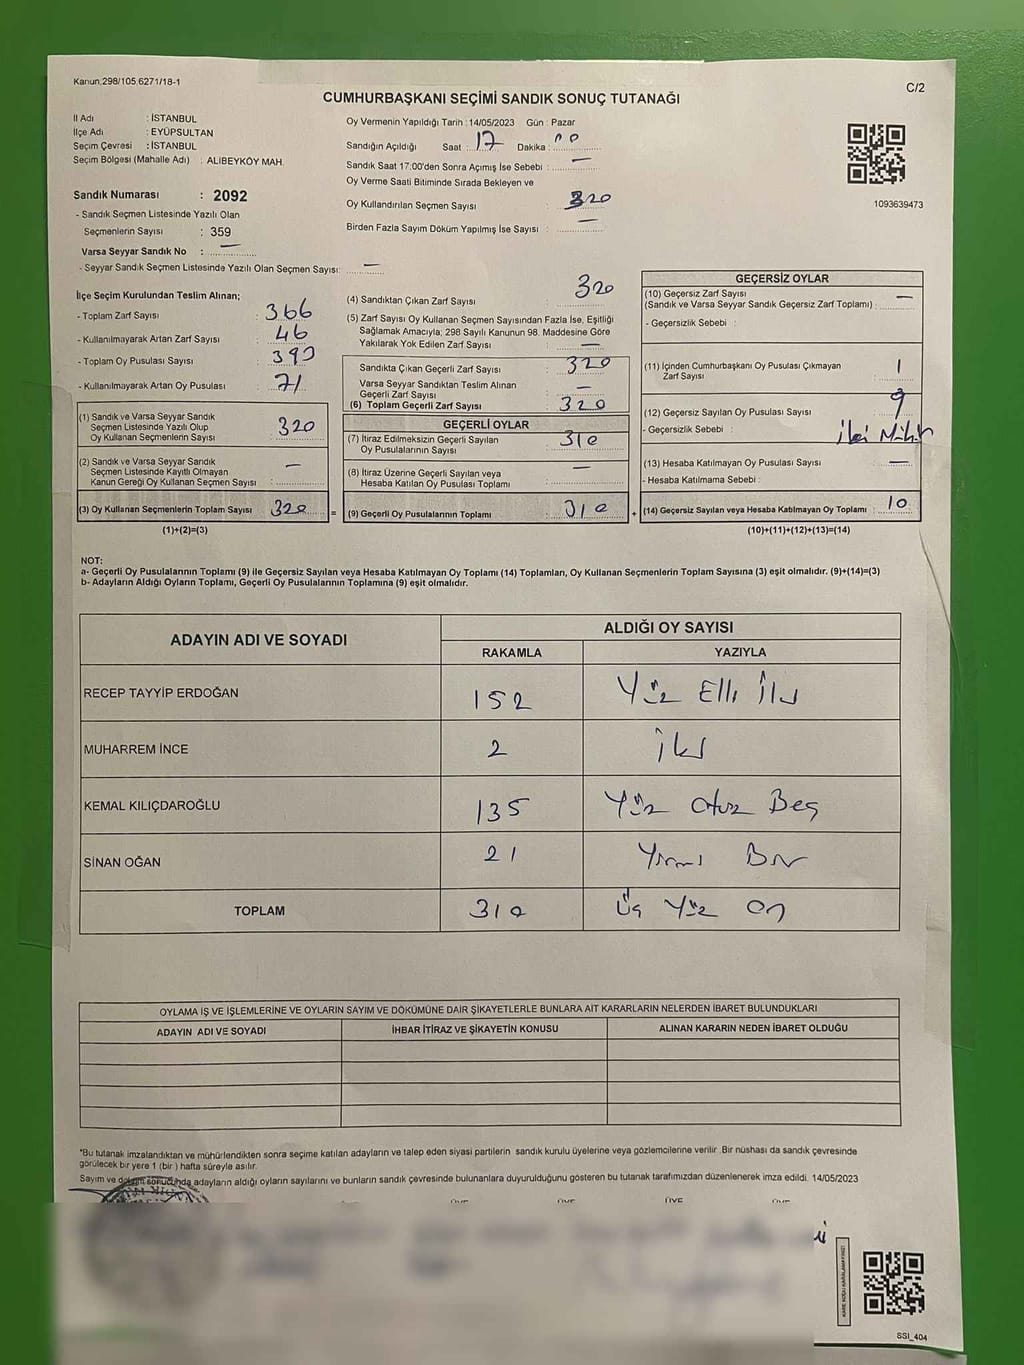 Kanun,298/105,6271/18-1
C/2
CUMHURBAŞKANI SEÇİMİ SANDIK SONUÇ TUTANAĞI
İl Adı : İSTANBUL
İlçe Adı : EYÜPSULTAN
Seçim Çevresi : İSTANBUL
Seçim Bölgesi (Mahalle Adı) : ALİBEYKÖY MAH.
Sandık Numarası : 2092
- Sandık Seçmen Listesinde Yazılı Olan
Seçmenlerin Sayısı : 359
Varsa Seyyar Sandık No : —
- Seyyar Sandık Seçmen Listesinde Yazılı Olan Seçmen Sayısı: —
Oy Vermenin Yapıldığı Tarih : 14/05/2023 Gün : Pazar
Sandığın Açıldığı Saat : 17 Dakika : 00
Sandık Saat 17:00'den Sonra Açımış İse Sebebi : —
Oy Verme Saati Bitiminde Sırada Bekleyen ve
Oy Kullandırılan Seçmen Sayısı : 320
Birden Fazla Sayım Döküm Yapılmış İse Sayısı : —
1093639473
İlçe Seçim Kurulundan Teslim Alınan;
- Toplam Zarf Sayısı : 366
- Kullanılmayarak Artan Zarf Sayısı : 46
- Toplam Oy Pusulası Sayısı :
- Kullanılmayarak Artan Oy Pusulası : 71
(1) Sandık ve Varsa Seyyar Sandık
Seçmen Listesinde Yazılı Olup
Oy Kullanan Seçmenlerin Sayısı : 320
(2) Sandık ve Varsa Seyyar Sandık
Seçmen Listesinde Kayıtlı Olmayan
Kanun Gereği Oy Kullanan Seçmen Sayısı : —
(3) Oy Kullanan Seçmenlerin Toplam Sayısı : 320
(1)+(2)=(3)
=
(4) Sandıktan Çıkan Zarf Sayısı : 320
(5) Zarf Sayısı Oy Kullanan Seçmen Sayısından Fazla İse, Eşitliği
Sağlamak Amacıyla; 298 Sayılı Kanunun 98. Maddesine Göre
Yakılarak Yok Edilen Zarf Sayısı : —
Sandıkta Çıkan Geçerli Zarf Sayısı : 320
Varsa Seyyar Sandıktan Teslim Alınan
Geçerli Zarf Sayısı : —
(6) Toplam Geçerli Zarf Sayısı : 320
GEÇERLİ OYLAR
(7) İtiraz Edilmeksizin Geçerli Sayılan
Oy Pusulalarının Sayısı : 310
(8) İtiraz Üzerine Geçerli Sayılan veya
Hesaba Katılan Oy Pusulası Toplamı : —
(9) Geçerli Oy Pusulalarının Toplamı : 310
+
GEÇERSİZ OYLAR
(10) Geçersiz Zarf Sayısı
(Sandık ve Varsa Seyyar Sandık Geçersiz Zarf Toplamı) : —
- Geçersizlik Sebebi :
(11) İçinden Cumhurbaşkanı Oy Pusulası Çıkmayan
Zarf Sayısı : 1
(12) Geçersiz Sayılan Oy Pusulası Sayısı : 9
- Geçersizlik Sebebi : İki Mühür
(13) Hesaba Katılmayan Oy Pusulası Sayısı : —
- Hesaba Katılmama Sebebi :
(14) Geçersiz Sayılan veya Hesaba Katılmayan Oy Toplamı : 10
(10)+(11)+(12)+(13)=(14)
NOT:
a- Geçerli Oy Pusulalarının Toplamı (9) ile Geçersiz Sayılan veya Hesaba Katılmayan Oy Toplamı (14) Toplamları, Oy Kullanan Seçmenlerin Toplam Sayısına (3) eşit olmalıdır. (9)+(14)=(3)
b- Adayların Aldığı Oyların Toplamı, Geçerli Oy Pusulalarının Toplamına (9) eşit olmalıdır.
ADAYIN ADI VE SOYADI
ALDIĞI OY SAYISI
RAKAMLA YAZIYLA
RECEP TAYYİP ERDOĞAN 152 Yüz Elli İki
MUHARREM İNCE 2 İki
KEMAL KILIÇDAROĞLU 135 Yüz Otuz Beş
SİNAN OĞAN 21 Yirmi Bir
TOPLAM 310 Üç Yüz On
OYLAMA İŞ VE İŞLEMLERİNE VE OYLARIN SAYIM VE DÖKÜMÜNE DAİR ŞİKAYETLERLE BUNLARA AİT KARARLARIN NELERDEN İBARET BULUNDUKLARI
ADAYIN ADI VE SOYADI İHBAR İTİRAZ VE ŞİKAYETİN KONUSU ALINAN KARARIN NEDEN İBARET OLDUĞU
*Bu tutanak imzalandıktan ve mühürlendikten sonra seçime katılan adayların ve talep eden siyasi partilerin sandık kurulu üyelerine veya gözlemcilerine verilir .Bir nüshası da sandık çevresinde
görülecek bir yere 1 (bir ) hafta süreyle asılır.
Sayım ve döküm sonucunda adayların aldığı oyların sayılarını ve bunların sandık çevresinde bulunanlara duyurulduğunu gösteren bu tutanak tarafımızdan düzenlenerek imza edildi. 14/05/2023
ÜYE ÜYE ÜYE ÜYE
SSI_404